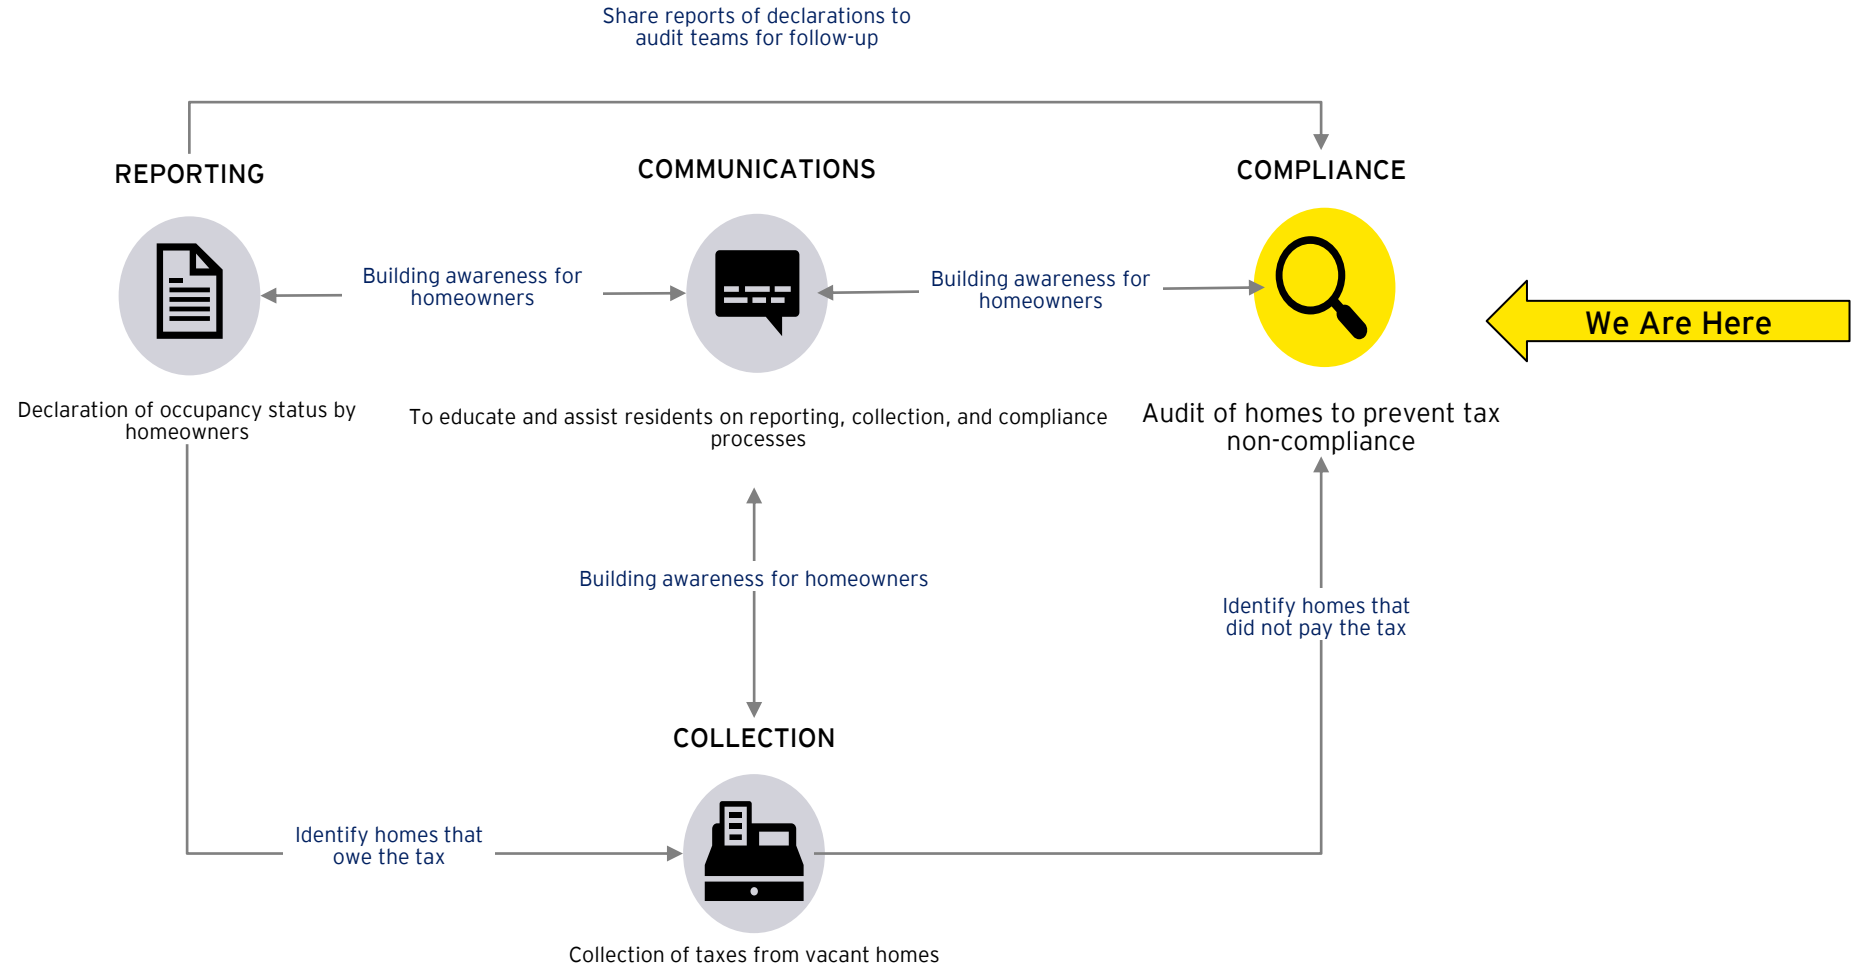 Share reports of declarations to
audit teams for follow-up
REPORTING
COMMUNICATIONS
COMPLIANCE
Building awareness for
homeowners
Building awareness for
homeowners
We Are Here
Declaration of occupancy status by
homeowners
To educate and assist residents on reporting, collection, and compliance
processes
Audit of homes to prevent tax
non-compliance
Building awareness for homeowners
Identify homes that
did not pay the tax
COLLECTION
Identify homes that
owe the tax
Collection of taxes from vacant homes